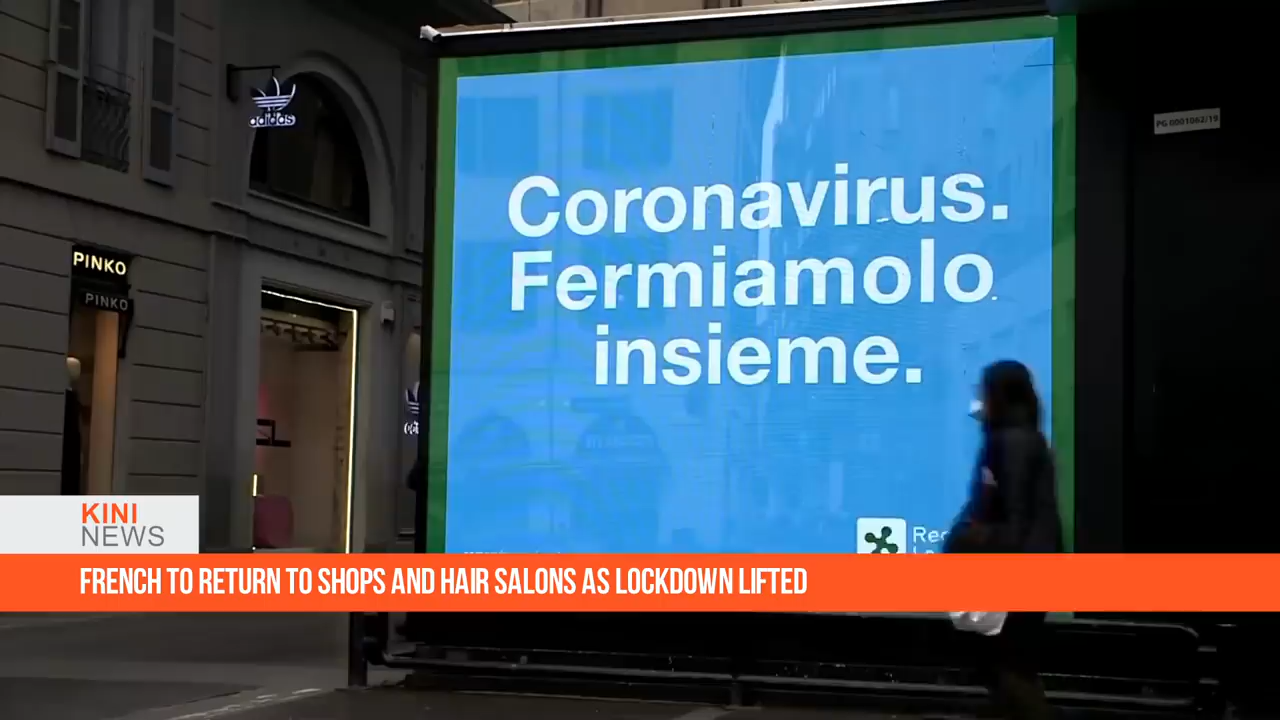 adidas
PG 0001062/19
Coronavirus.
Fermiamolo
insieme.
PINKO
PINKO
KINI
NEWS
FRENCH TO RETURN TO SHOPS AND HAIR SALONS AS LOCKDOWN LIFTED